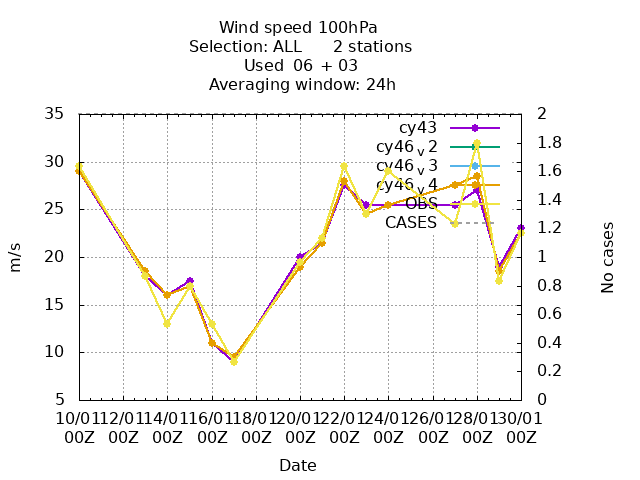 Wind speed 100hPa
Selection: ALL 2 stations
Used 06 + 03
Averaging window: 24h
35
30
25
20
15
10
5
m/s
2
1.8
1.6
1.4
1.2
1
0.8
0.6
0.4
0.2
0
No cases
cy43
cy46v2
cy46v3
cy46v4
OBS
CASES
10/01 12/01 14/01 16/01 18/01 20/01 22/01 24/01 26/01 28/01 30/01
00Z 00Z 00Z 00Z 00Z 00Z 00Z 00Z 00Z 00Z 00Z
Date